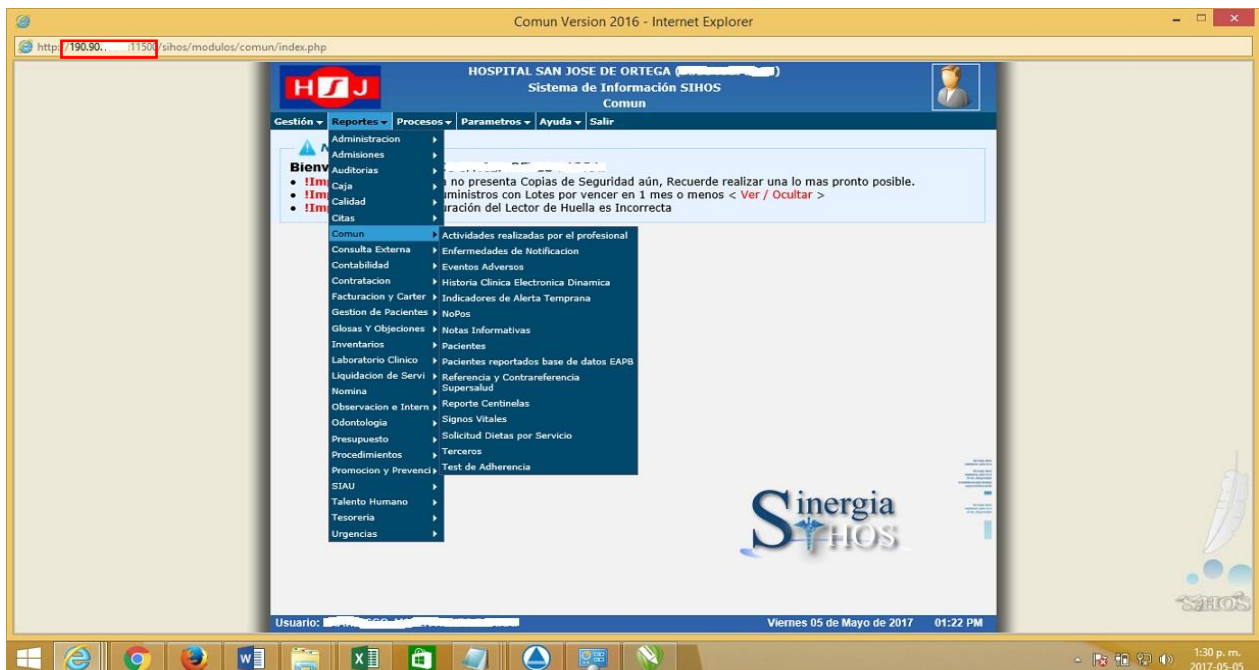 Comun Version 2016 - Internet Explorer
http://190.90. :11500/sihos/modulos/comun/index.php
HOSPITAL SAN JOSE DE ORTEGA ( )
Sistema de Información SIHOS
Comun
HSJ
Gestión Reportes Procesos Parametros Ayuda Salir
Bienv
!Im no presenta Copias de Seguridad aún, Recuerde realizar una lo mas pronto posible.
!Im uministros con Lotes por vencer en 1 mes o menos < Ver / Ocultar >
!Im uración del Lector de Huella es Incorrecta
Administracion
Admisiones
Auditorias
Caja
Calidad
Citas
Comun
Consulta Externa
Contabilidad
Contratacion
Facturacion y Carter
Gestion de Pacientes
Glosas Y Objeciones
Inventarios
Laboratorio Clinico
Liquidacion de Servi
Nomina
Observacion e Intern
Odontologia
Presupuesto
Procedimientos
Promocion y Prevenci
SIAU
Talento Humano
Tesoreria
Urgencias
Actividades realizadas por el profesional
Enfermedades de Notificacion
Eventos Adversos
Historia Clinica Electronica Dinamica
Indicadores de Alerta Temprana
NoPos
Notas Informativas
Pacientes
Pacientes reportados base de datos EAPB
Referencia y Contrareferencia
Supersalud
Reporte Centinelas
Signos Vitales
Solicitud Dietas por Servicio
Terceros
Test de Adherencia
Sinergia
SIHOS
SIHOS
Usuario:
Viernes 05 de Mayo de 2017 01:22 PM
1:30 p. m.
2017-05-05